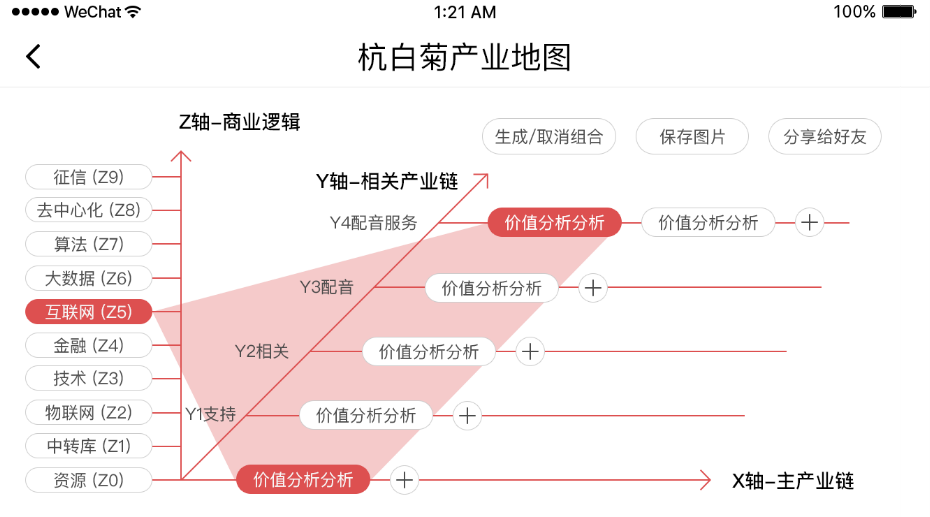 WeChat 1:21 AM 100%
杭白菊产业地图
Z轴-商业逻辑
生成/取消组合 保存图片 分享给好友
Y轴-相关产业链
征信 (Z9)
去中心化 (Z8)
算法 (Z7)
大数据 (Z6)
互联网 (Z5)
金融 (Z4)
技术 (Z3)
物联网 (Z2)
中转库 (Z1)
资源 (Z0)
Y4配音服务 价值分析分析 价值分析分析 +
Y3配音 价值分析分析 +
Y2相关 价值分析分析 +
Y1支持 价值分析分析 +
价值分析分析 + X轴-主产业链